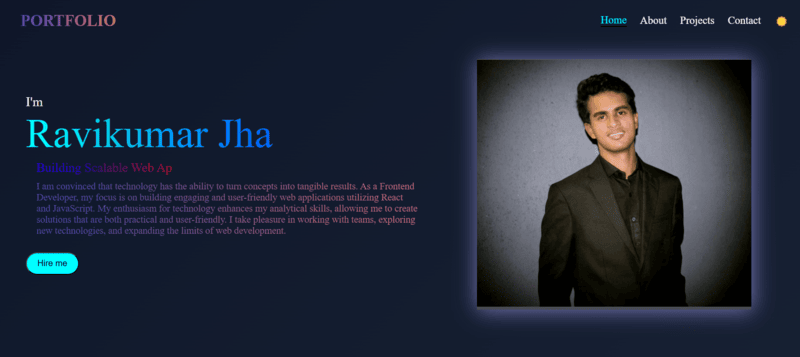 PORTFOLIO
Home About Projects Contact
I'm
Ravikumar Jha
Building Scalable Web Ap
I am convinced that technology has the ability to turn concepts into tangible results. As a Frontend
Developer, my focus is on building engaging and user-friendly web applications utilizing React
and JavaScript. My enthusiasm for technology enhances my analytical skills, allowing me to create
solutions that are both practical and user-friendly. I take pleasure in working with teams, exploring
new technologies, and expanding the limits of web development.
Hire me